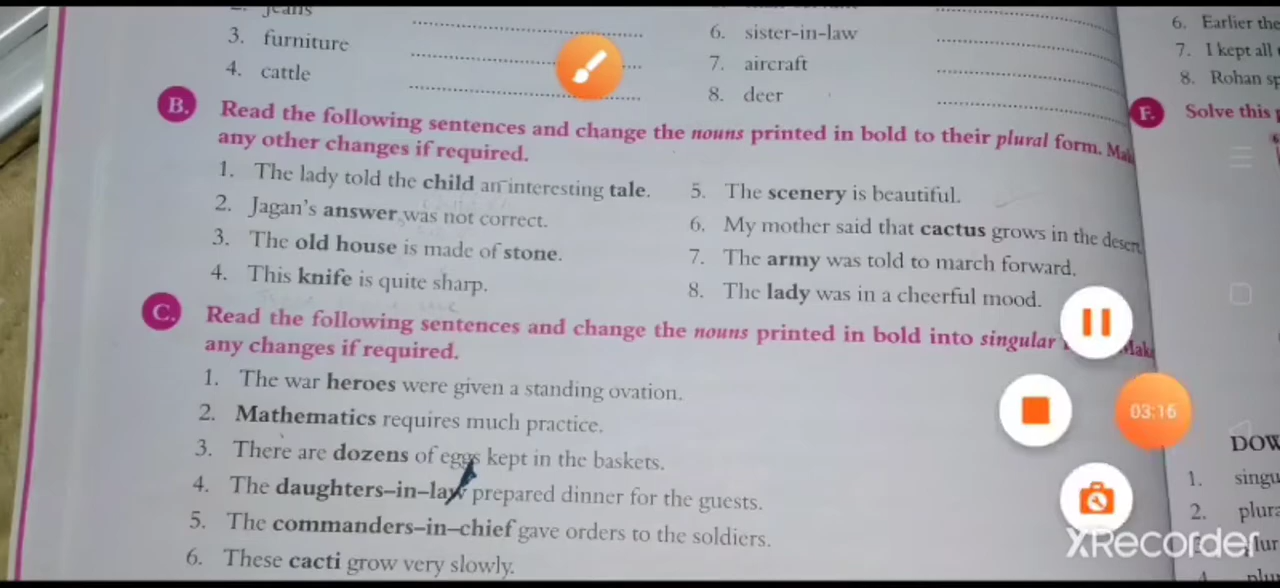 jeans
3. furniture
4. cattle
6. sister-in-law
7. aircraft
8. deer
B. Read the following sentences and change the nouns printed in bold to their plural form.
any other changes if required.
1. The lady told the child an interesting tale.
2. Jagan's answer was not correct.
3. The old house is made of stone.
4. This knife is quite sharp.
5. The scenery is beautiful.
6. My mother said that cactus grows in the desert
7. The army was told to march forward.
8. The lady was in a cheerful mood.
C. Read the following sentences and change the nouns printed in bold into singular
any changes if required.
1. The war heroes were given a standing ovation.
2. Mathematics requires much practice.
3. There are dozens of eggs kept in the baskets.
4. The daughters–in–law prepared dinner for the guests.
5. The commanders–in–chief gave orders to the soldiers.
6. These cacti grow very slowly.
6. Earlier the
7. I kept all
8. Rohan
F. Solve this
1.
2.
03:16
XRecorder